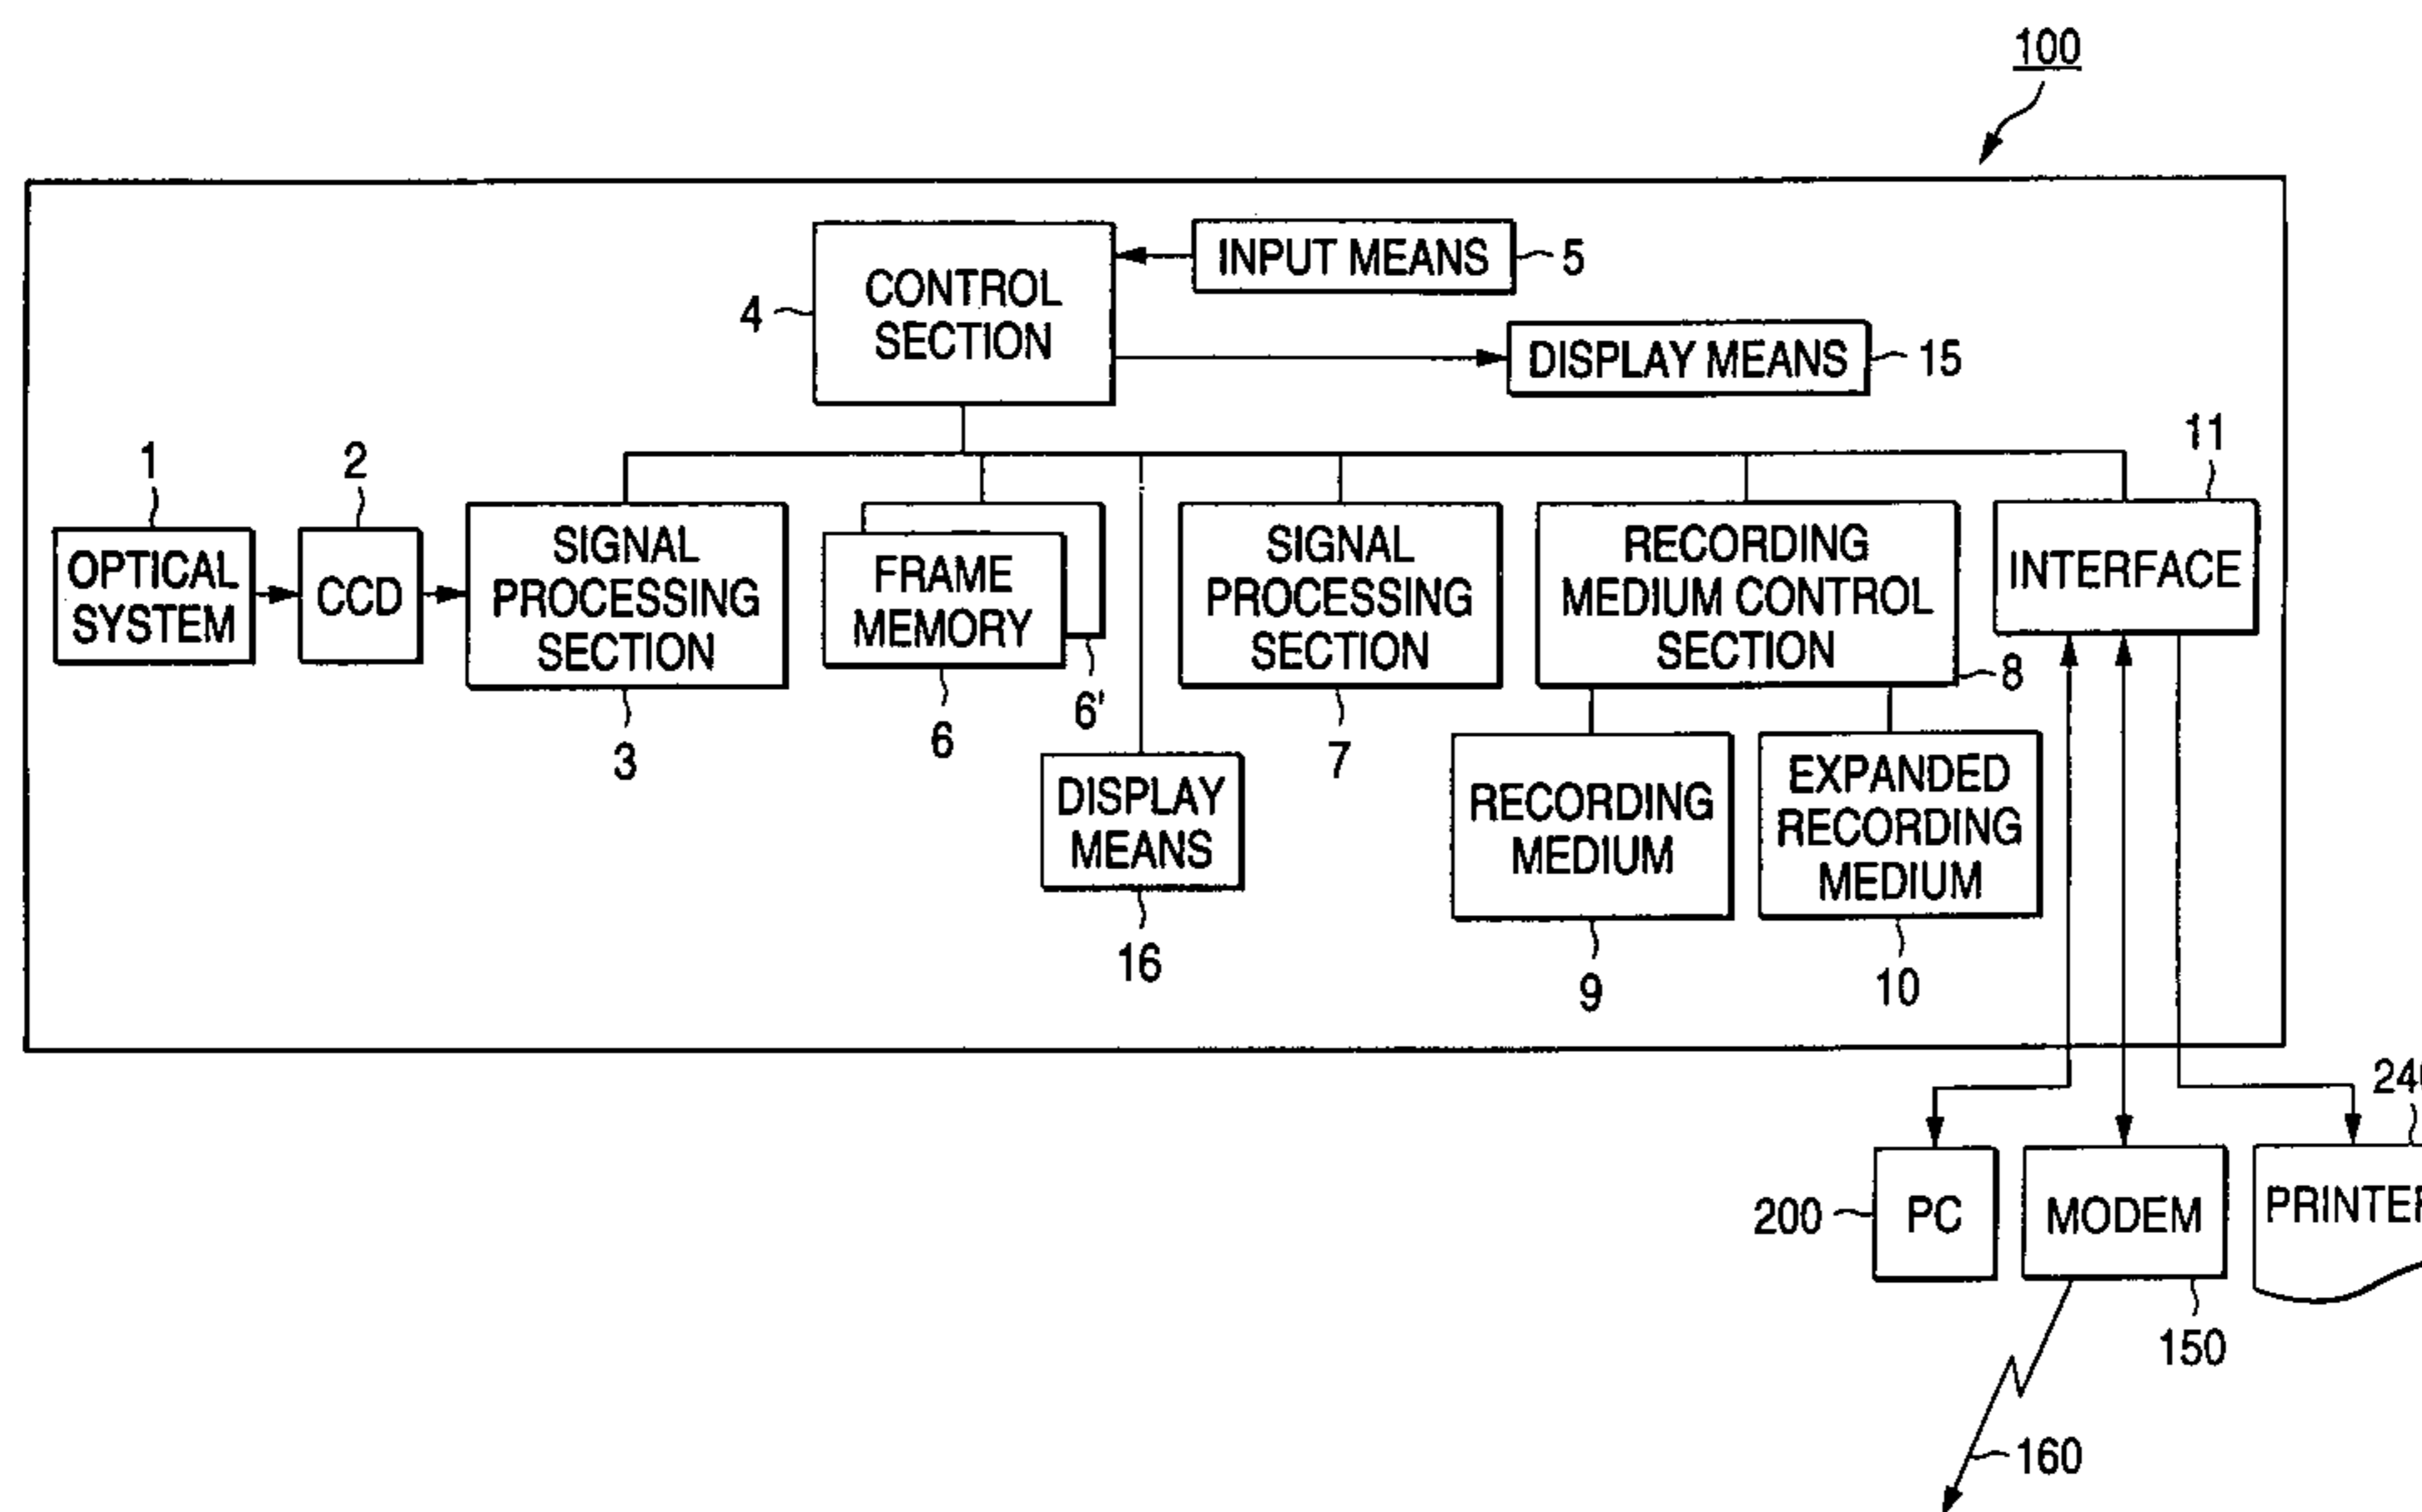 100
CONTROL
SECTION
4
INPUT MEANS
5
DISPLAY MEANS
15
1
2
11
OPTICAL
SYSTEM
CCD
SIGNAL
PROCESSING
SECTION
3
FRAME
MEMORY
6
6'
SIGNAL
PROCESSING
SECTION
7
RECORDING
MEDIUM CONTROL
SECTION
8
INTERFACE
DISPLAY
MEANS
16
RECORDING
MEDIUM
9
EXPANDED
RECORDING
MEDIUM
10
240
200
PC
MODEM
PRINTER
150
160